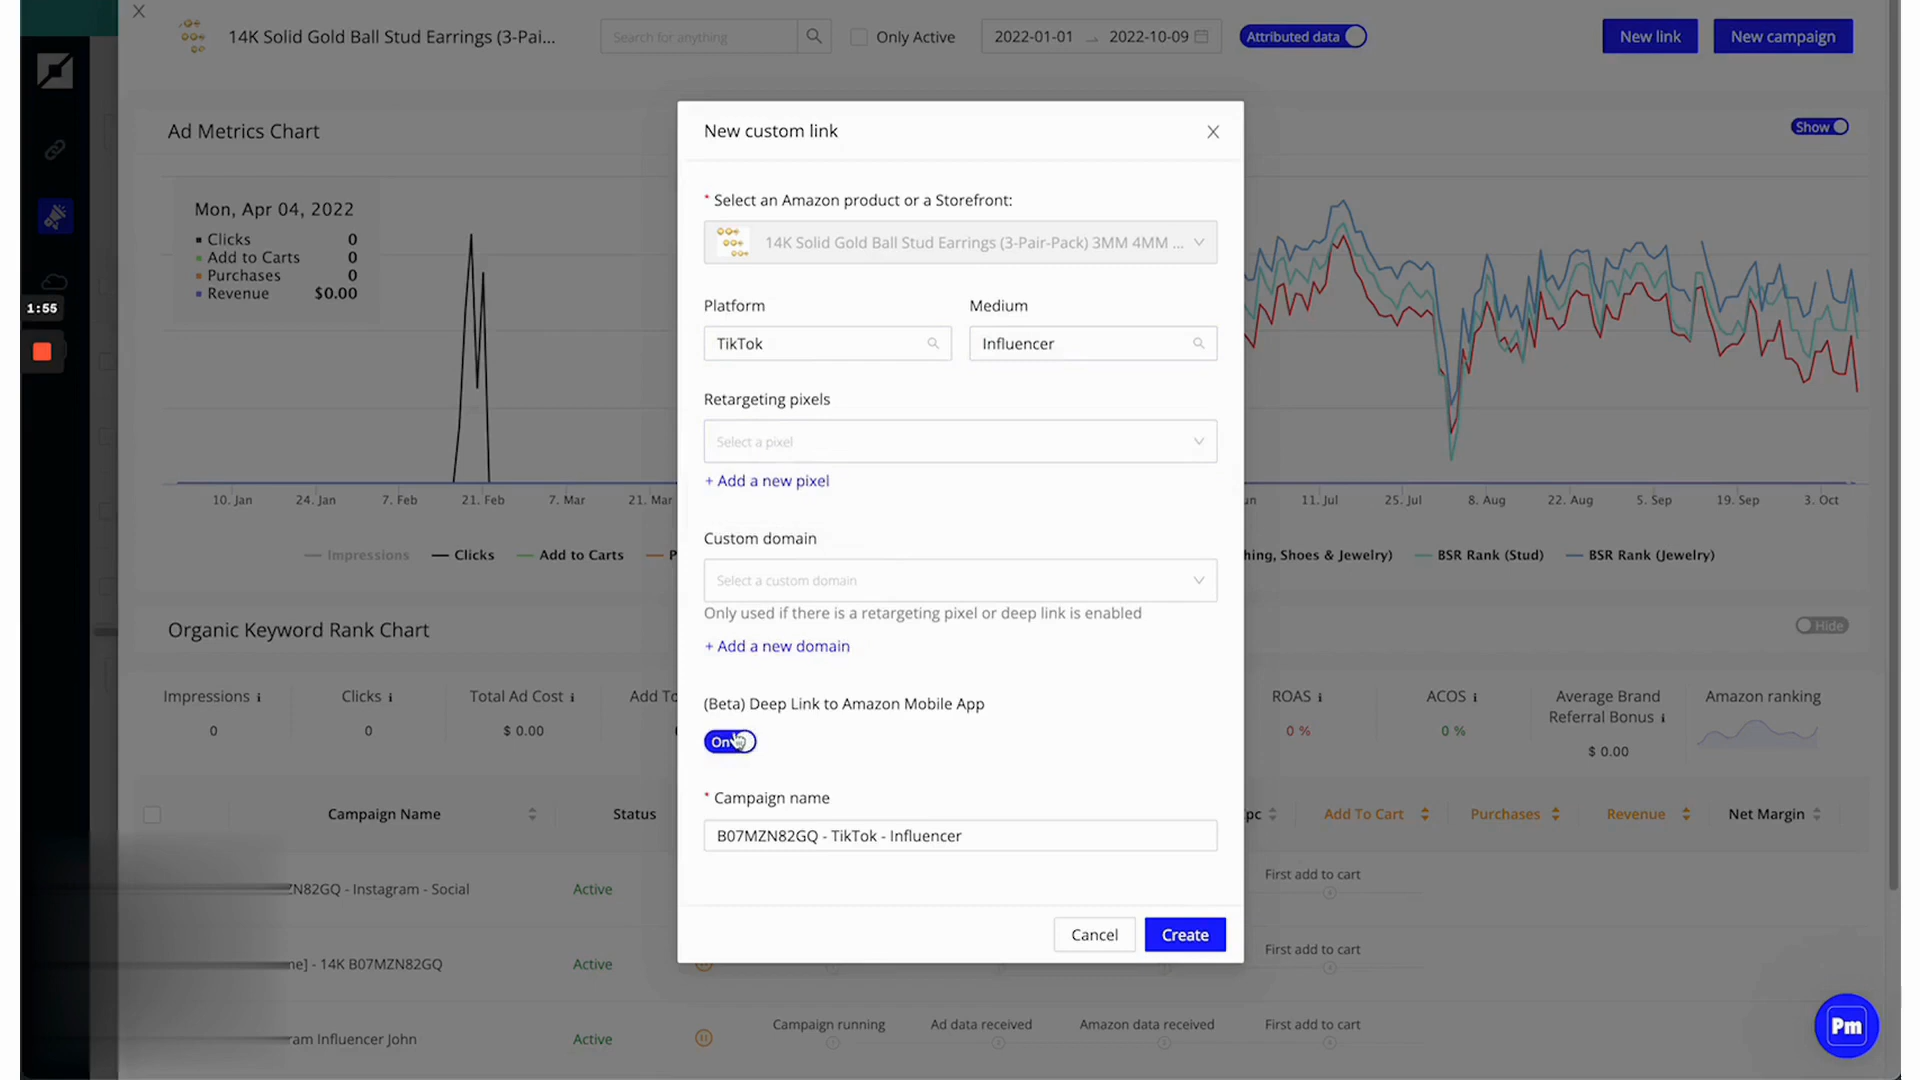 14K Solid Gold Ball Stud Earrings (3-Pai...
Search for anything
Only Active
2022-01-01 → 2022-10-09
Attributed data
New link
New campaign
Ad Metrics Chart
Show
Mon, Apr 04, 2022
Clicks 0
Add to Carts 0
Purchases 0
Revenue $0.00
1:55
New custom link
* Select an Amazon product or a Storefront:
14K Solid Gold Ball Stud Earrings (3-Pair-Pack) 3MM 4MM ...
Platform
Medium
TikTok
Influencer
Retargeting pixels
Select a pixel
+ Add a new pixel
Custom domain
Select a custom domain
Only used if there is a retargeting pixel or deep link is enabled
+ Add a new domain
(Beta) Deep Link to Amazon Mobile App
On
* Campaign name
B07MZN82GQ - TikTok - Influencer
Cancel
Create
10. Jan 24. Jan 7. Feb 21. Feb 7. Mar 21. Mar 11. Jul 25. Jul 8. Aug 22. Aug 5. Sep 19. Sep 3. Oct
Impressions Clicks Add to Carts P hing, Shoes & Jewelry) BSR Rank (Stud) BSR Rank (Jewelry)
Organic Keyword Rank Chart
Hide
Impressions i
0
Clicks i
0
Total Ad Cost i
$ 0.00
Add To
ROAS i
0 %
ACOS i
0 %
Average Brand
Referral Bonus i
$ 0.00
Amazon ranking
Campaign Name Status pc Add To Cart Purchases Revenue Net Margin
ZN82GQ - Instagram - Social Active First add to cart
ne] - 14K B07MZN82GQ Active First add to cart
ram Influencer John Active Campaign running Ad data received Amazon data received First add to cart
Pm